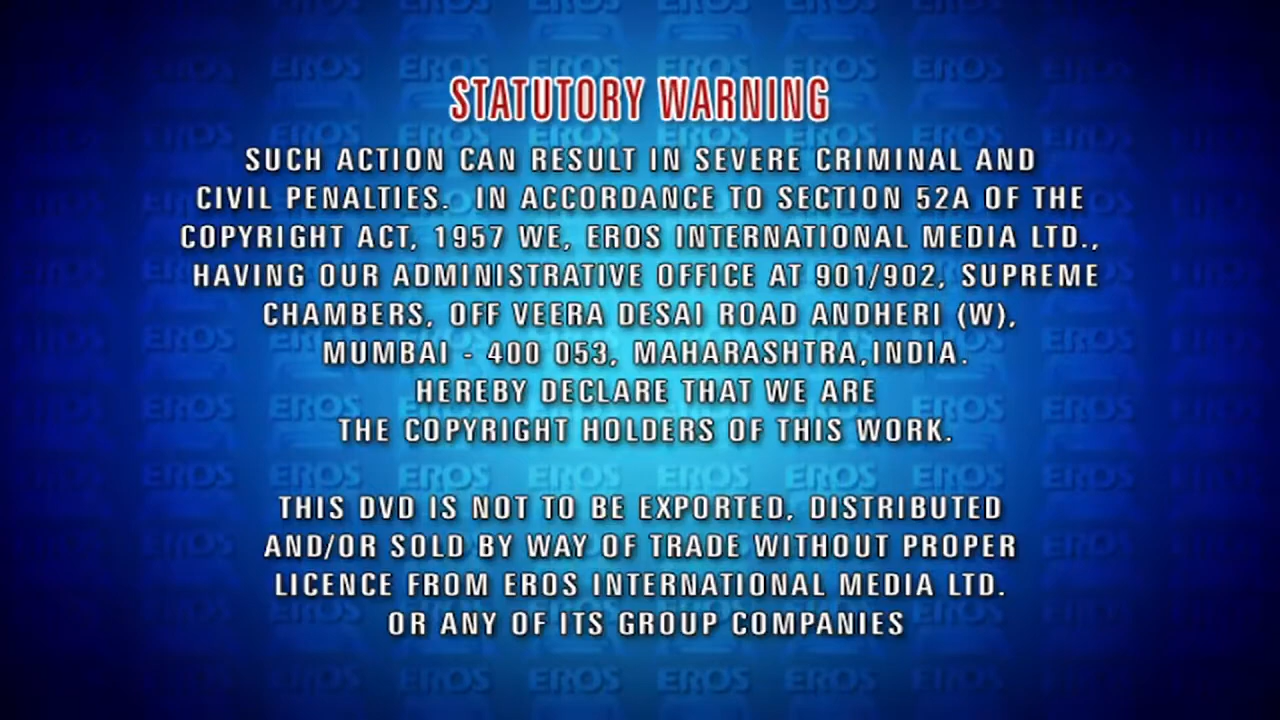 STATUTORY WARNING
SUCH ACTION CAN RESULT IN SEVERE CRIMINAL AND
CIVIL PENALTIES. IN ACCORDANCE TO SECTION 52A OF THE
COPYRIGHT ACT, 1957 WE, EROS INTERNATIONAL MEDIA LTD.,
HAVING OUR ADMINISTRATIVE OFFICE AT 901/902, SUPREME
CHAMBERS, OFF VEERA DESAI ROAD ANDHERI (W),
MUMBAI - 400 053, MAHARASHTRA,INDIA.
HEREBY DECLARE THAT WE ARE
THE COPYRIGHT HOLDERS OF THIS WORK.
THIS DVD IS NOT TO BE EXPORTED, DISTRIBUTED
AND/OR SOLD BY WAY OF TRADE WITHOUT PROPER
LICENCE FROM EROS INTERNATIONAL MEDIA LTD.
OR ANY OF ITS GROUP COMPANIES